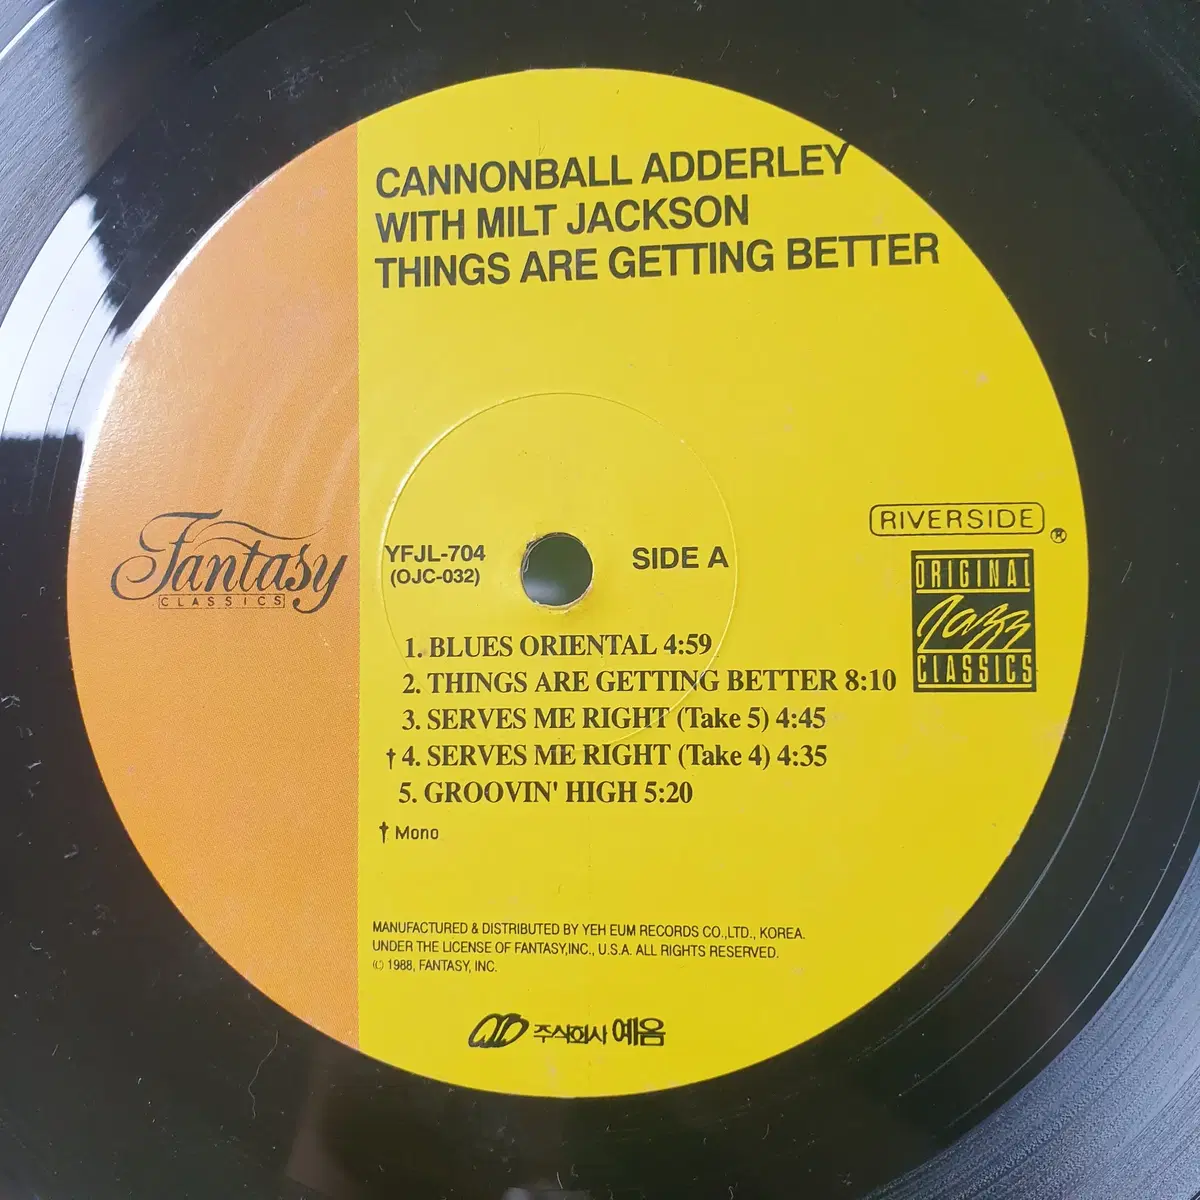 CANNONBALL ADDERLEY
WITH MILT JACKSON
THINGS ARE GETTING BETTER
RIVERSIDE
®
ORIGINAL
Jazz
CLASSICS
Fantasy
CLASSICS
YFJL-704
(OJC-032)
SIDE A
1. BLUES ORIENTAL 4:59
2. THINGS ARE GETTING BETTER 8:10
3. SERVES ME RIGHT (Take 5) 4:45
†4. SERVES ME RIGHT (Take 4) 4:35
5. GROOVIN' HIGH 5:20
† Mono
MANUFACTURED & DISTRIBUTED BY YEH EUM RECORDS CO.,LTD., KOREA.
UNDER THE LICENSE OF FANTASY,INC., U.S.A. ALL RIGHTS RESERVED.
© 1988, FANTASY, INC.
주식회사 예음